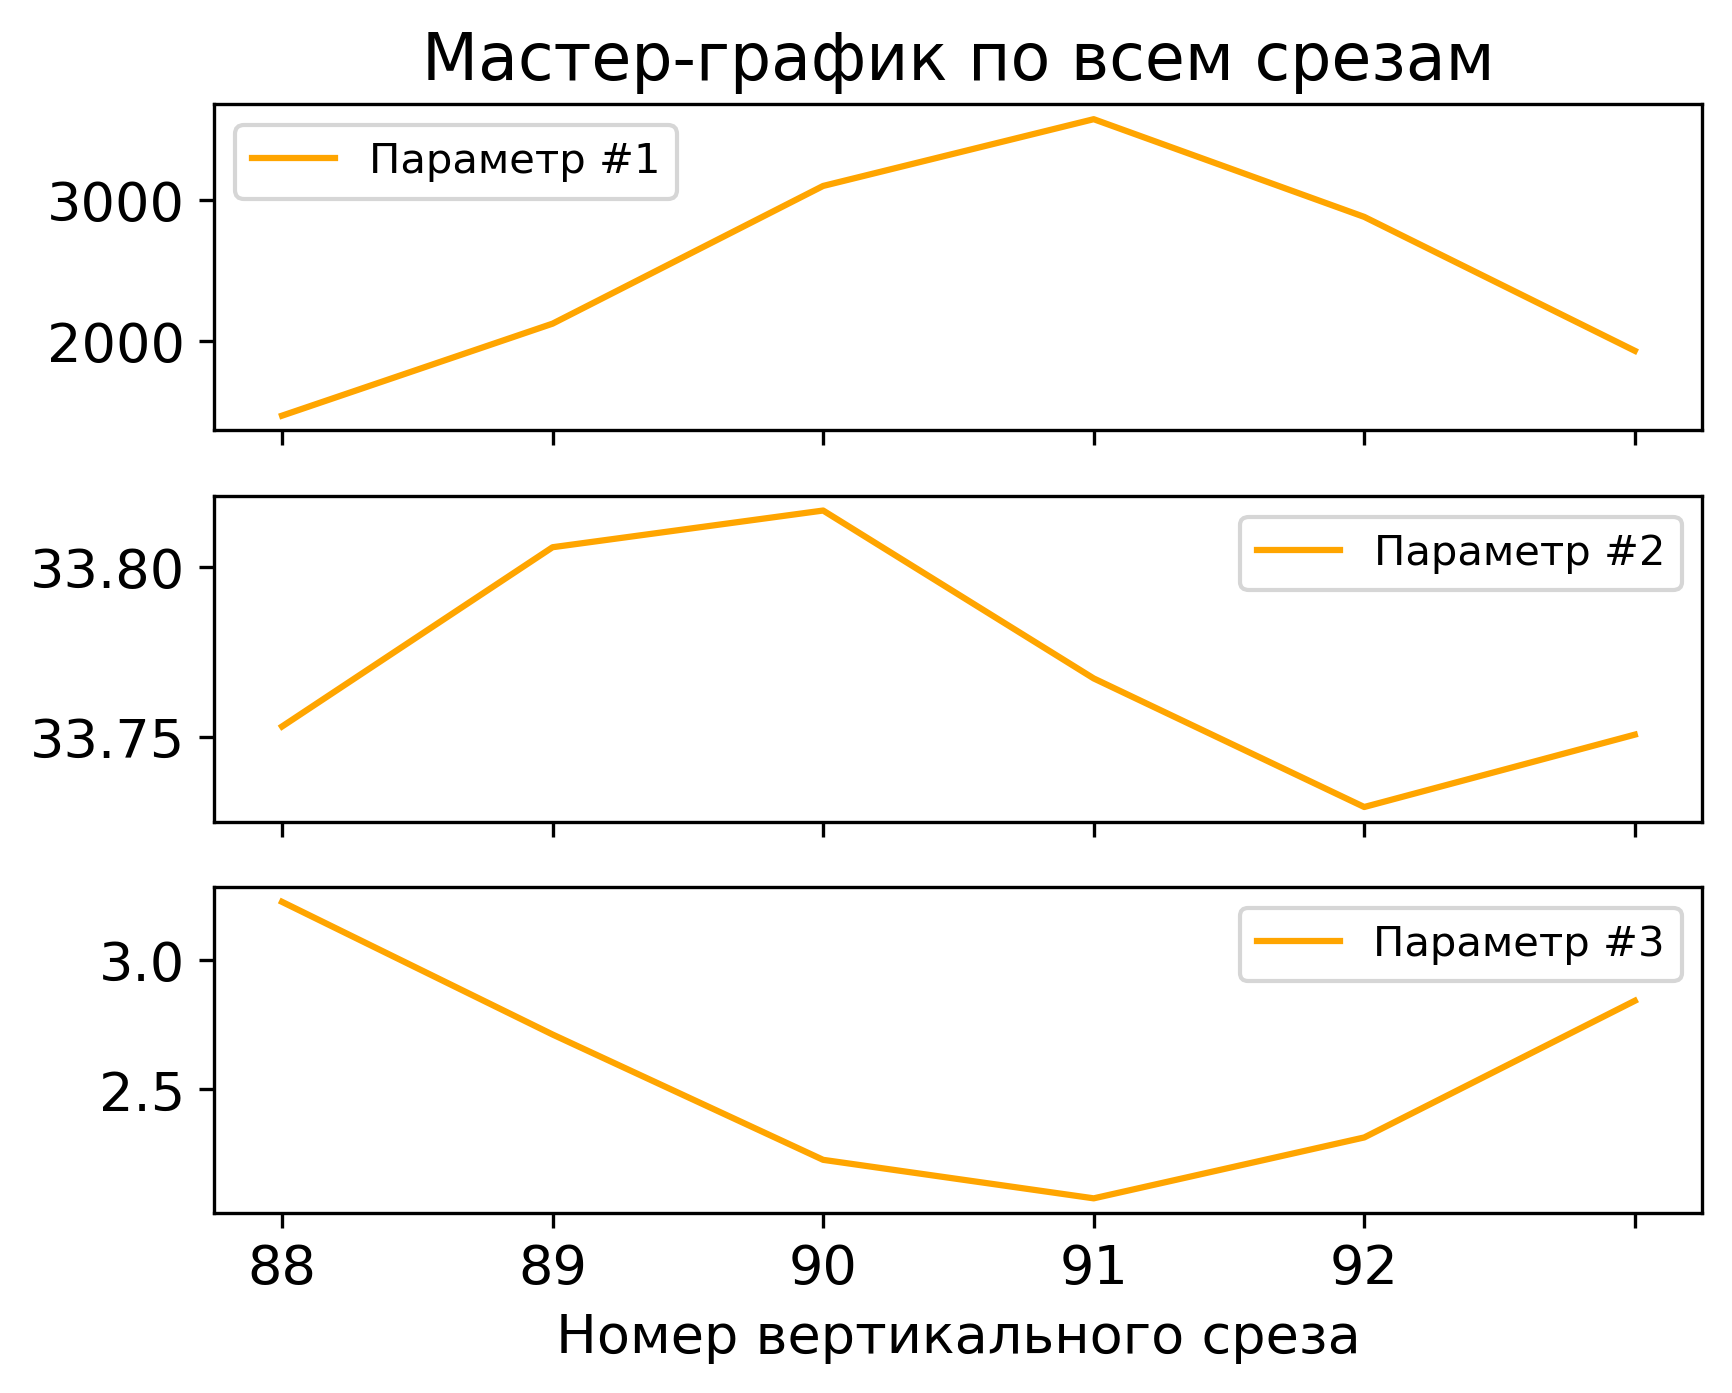 Мастер-график по всем срезам
Параметр #1
3000
2000
Параметр #2
33.80
33.75
Параметр #3
3.0
2.5
88 89 90 91 92
Номер вертикального среза